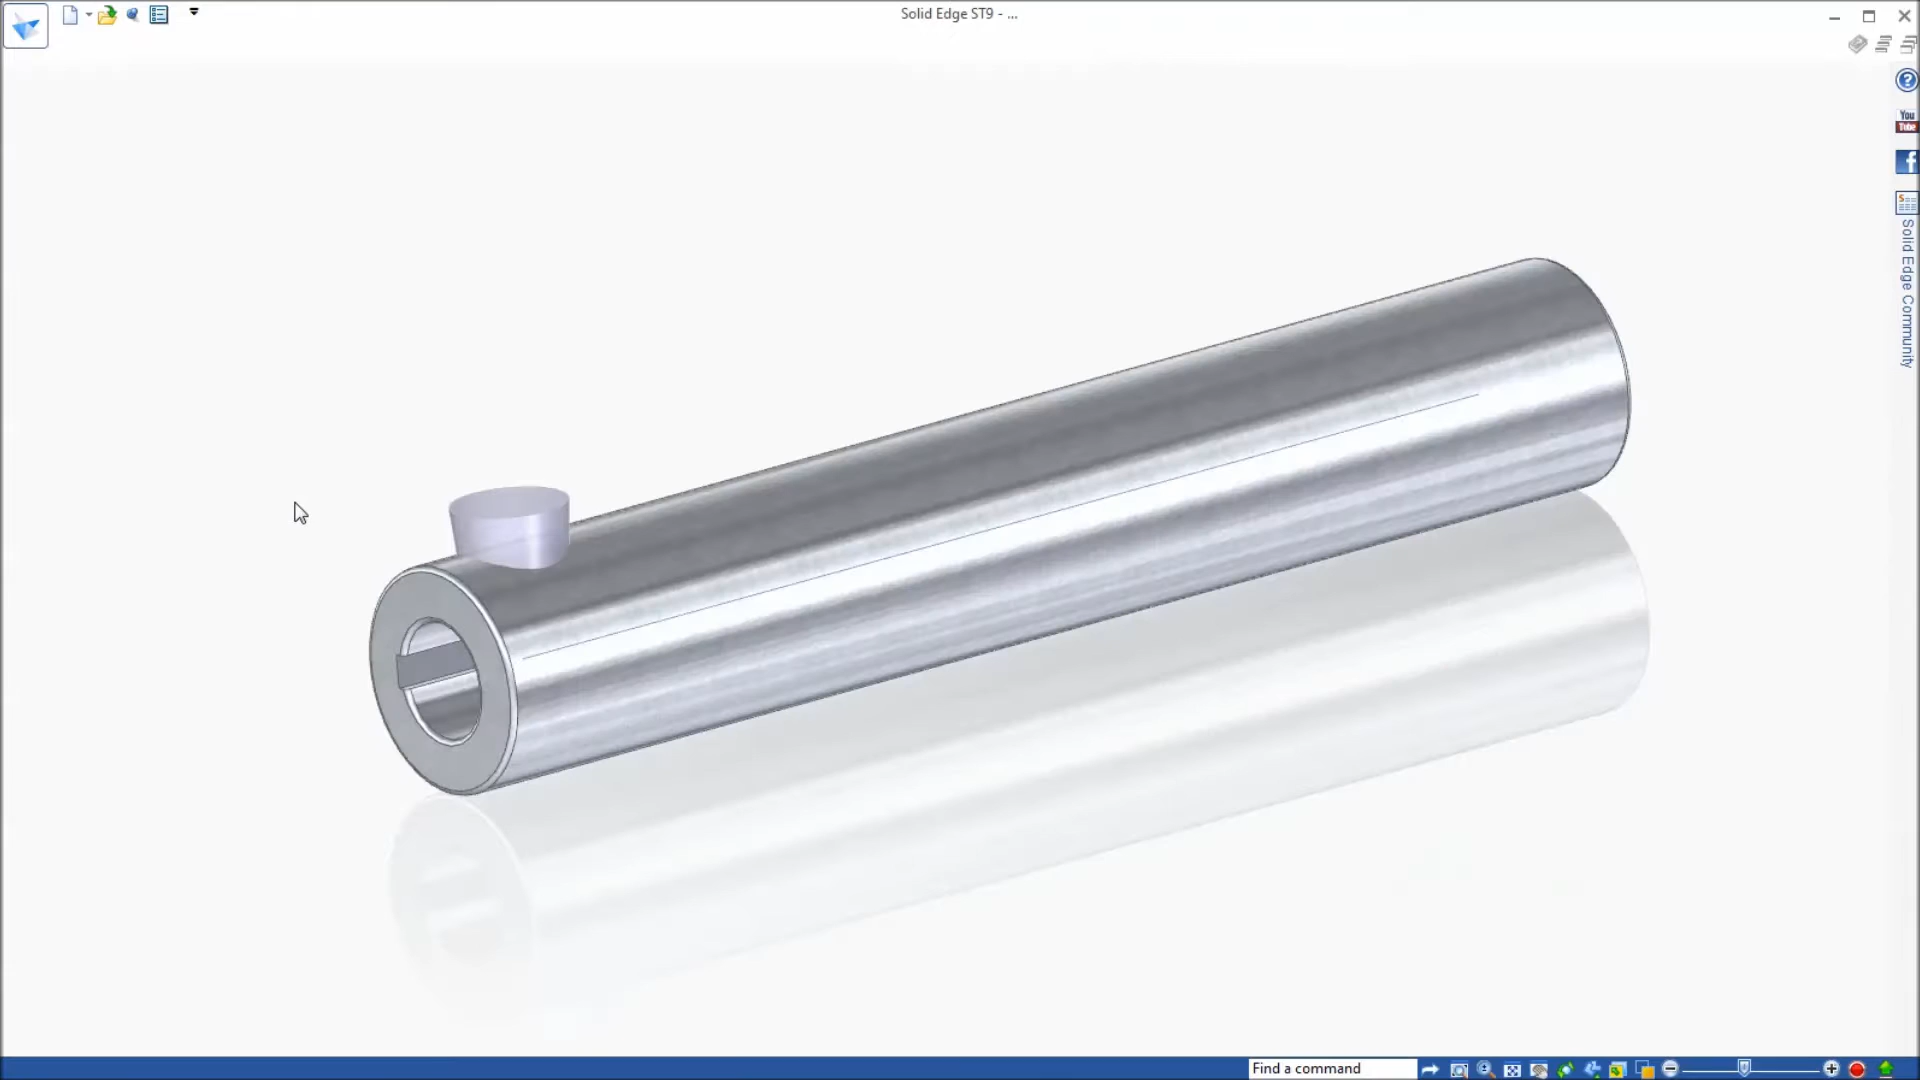 Solid Edge ST9 - ...
You
Tube
Solid Edge Community
Find a command